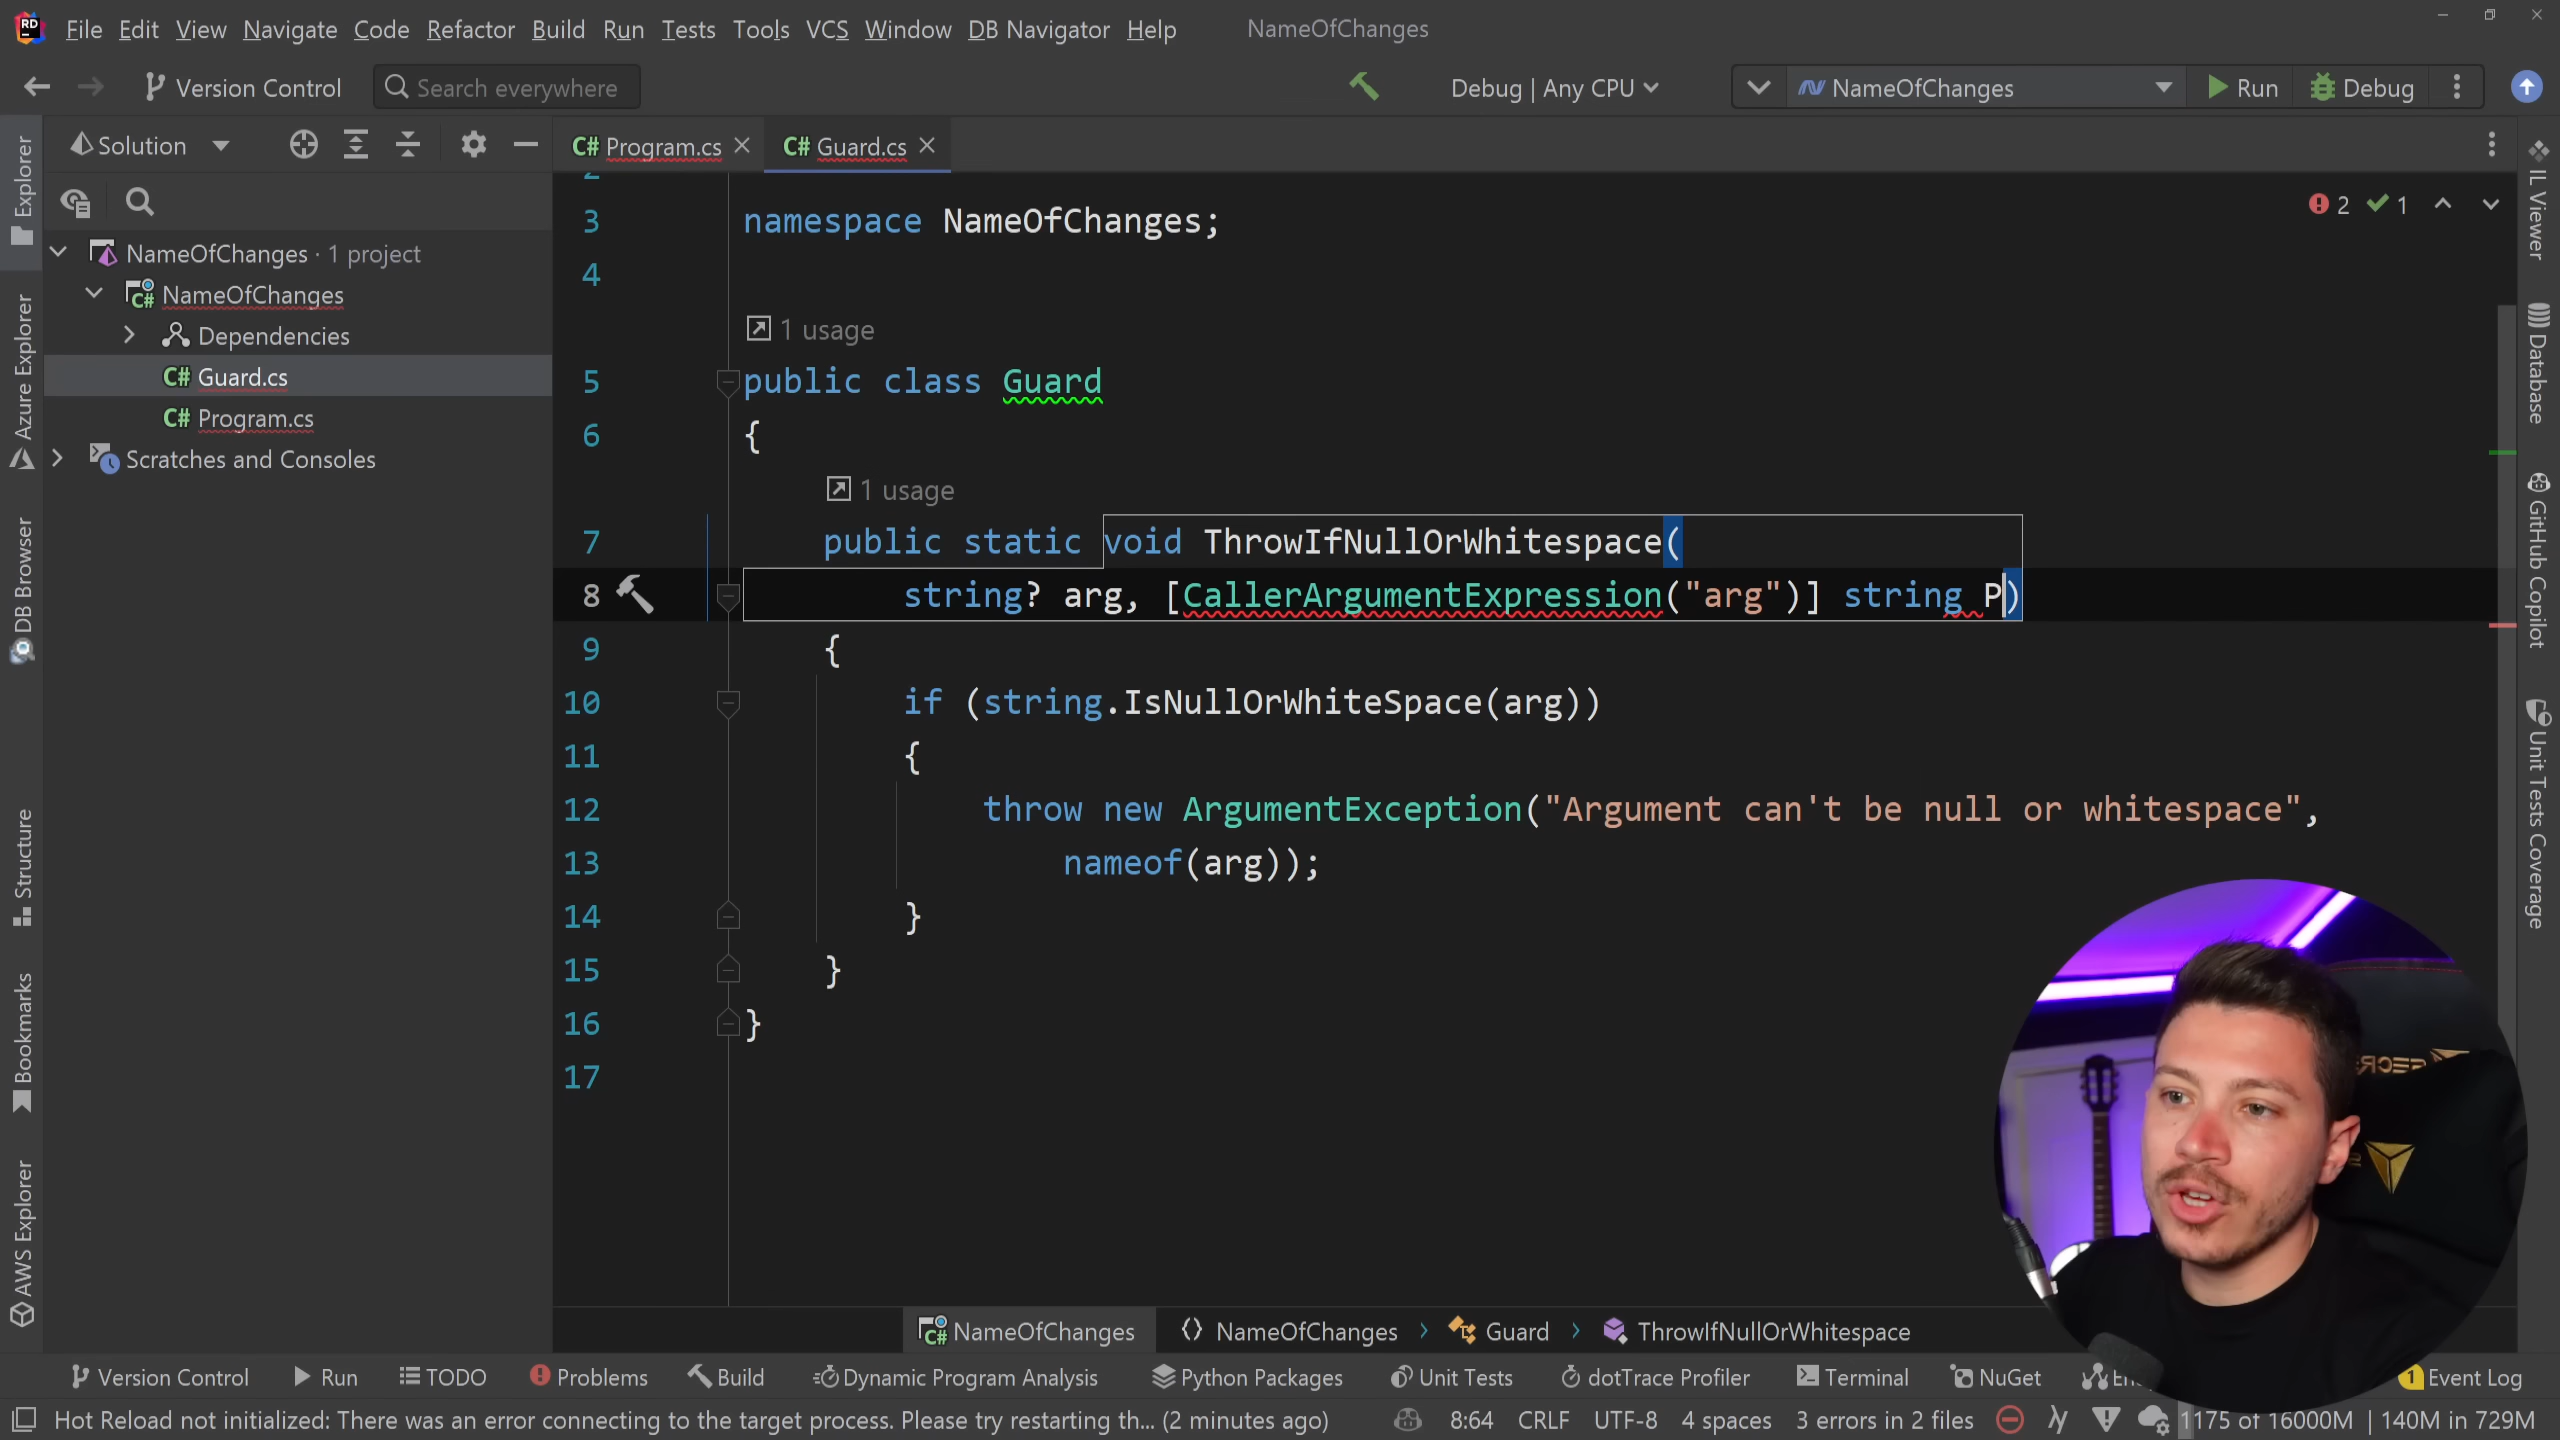 File Edit View Navigate Code Refactor Build Run Tests Tools VCS Window DB Navigator Help NameOfChanges
Version Control Search everywhere Debug | Any CPU NameOfChanges Run Debug
Solution
C# Program.cs
C# Guard.cs
NameOfChanges · 1 project
C# NameOfChanges
Dependencies
C# Guard.cs
C# Program.cs
Scratches and Consoles
Explorer
Azure Explorer
DB Browser
Structure
Bookmarks
AWS Explorer
2 1
2
3 namespace NameOfChanges;
4
1 usage
5 public class Guard
6 {
1 usage
7 public static void ThrowIfNullOrWhitespace(
8 string? arg, [CallerArgumentExpression("arg")] string P)
9 {
10 if (string.IsNullOrWhiteSpace(arg))
11 {
12 throw new ArgumentException("Argument can't be null or whitespace",
13 nameof(arg));
14 }
15 }
16 }
17
IL Viewer
Database
GitHub Copilot
Unit Tests Coverage
NameOfChanges NameOfChanges Guard ThrowIfNullOrWhitespace
Version Control Run TODO Problems Build Dynamic Program Analysis Python Packages Unit Tests dotTrace Profiler Terminal NuGet 1 Event Log
Hot Reload not initialized: There was an error connecting to the target process. Please try restarting th... (2 minutes ago) 8:64 CRLF UTF-8 4 spaces 3 errors in 2 files 1175 of 16000M | 140M in 729M